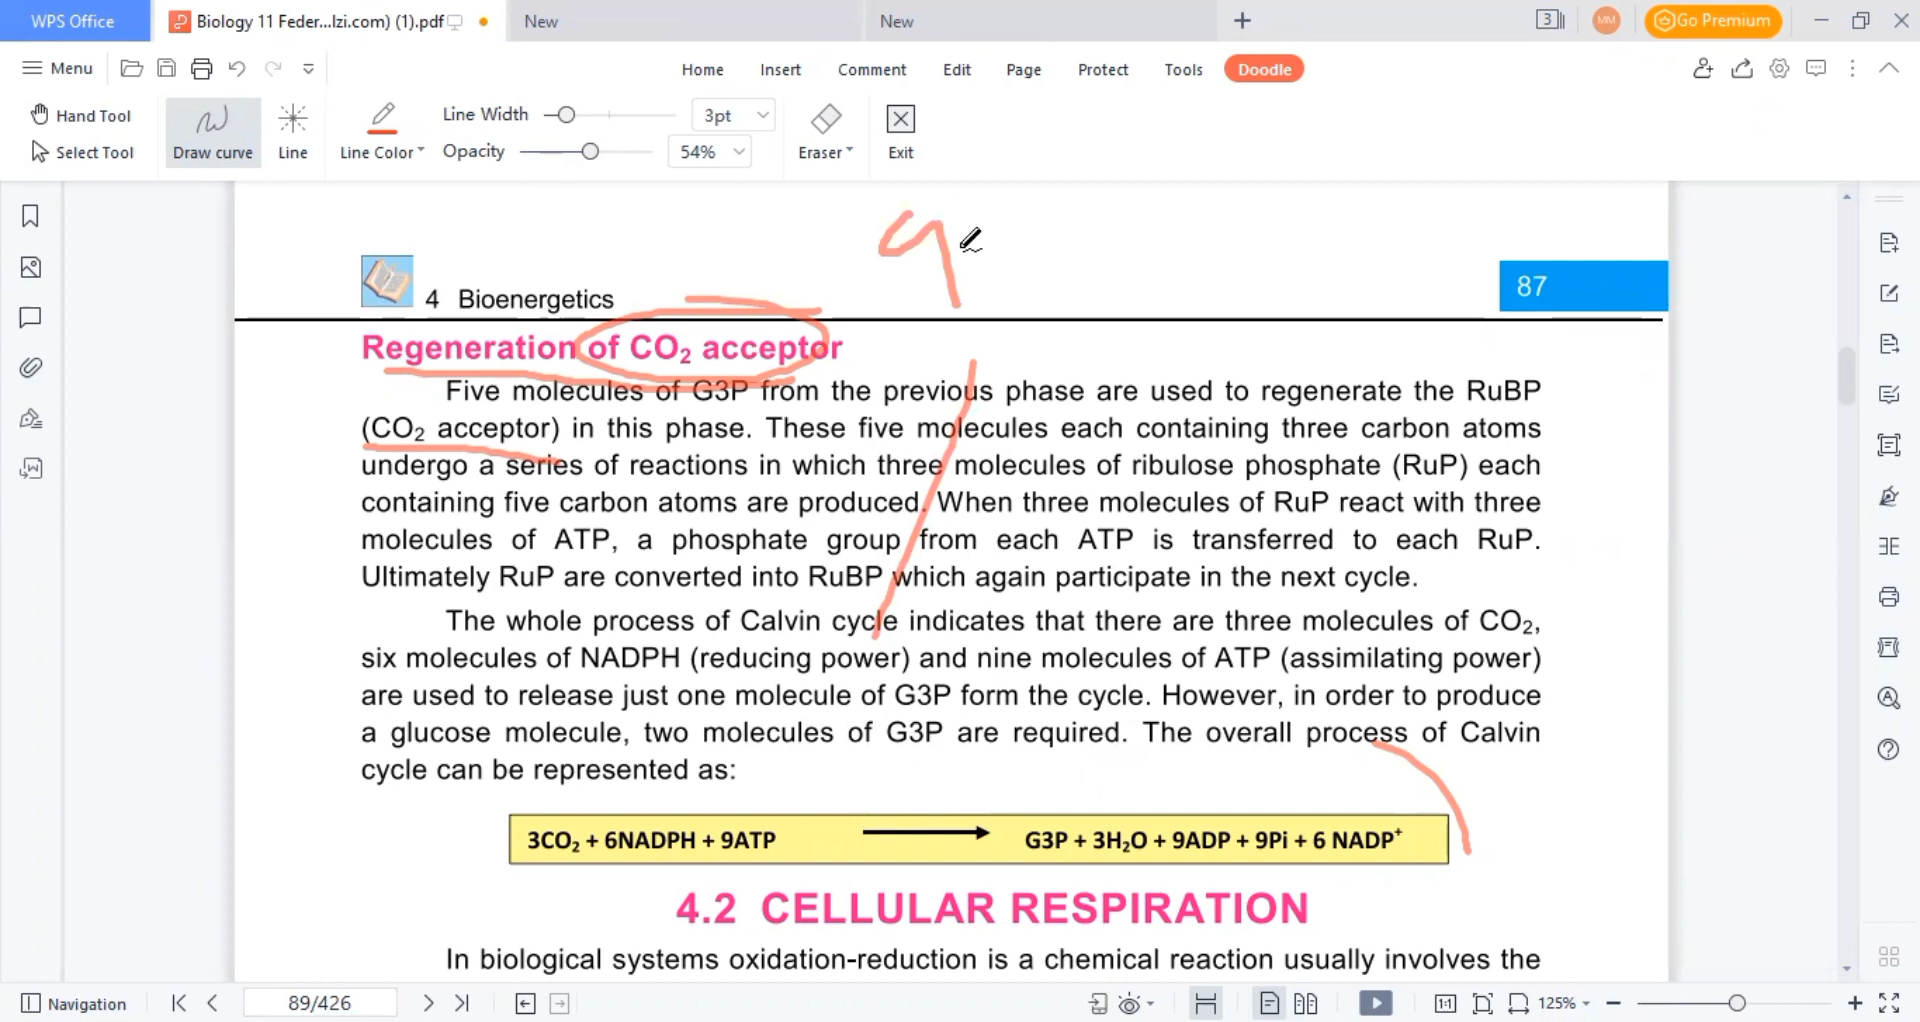 WPS Office
Biology 11 Feder...lzi.com) (1).pdf
New
New
3
MM
Go Premium
Menu
Home
Insert
Comment
Edit
Page
Protect
Tools
Doodle
Hand Tool
Select Tool
Draw curve
Line
Line Color
Line Width
3pt
Opacity
54%
Eraser
Exit
4 Bioenergetics
87
Regeneration of CO₂ acceptor
Five molecules of G3P from the previous phase are used to regenerate the RuBP
(CO₂ acceptor) in this phase. These five molecules each containing three carbon atoms
undergo a series of reactions in which three molecules of ribulose phosphate (RuP) each
containing five carbon atoms are produced. When three molecules of RuP react with three
molecules of ATP, a phosphate group from each ATP is transferred to each RuP.
Ultimately RuP are converted into RuBP which again participate in the next cycle.
The whole process of Calvin cycle indicates that there are three molecules of CO₂,
six molecules of NADPH (reducing power) and nine molecules of ATP (assimilating power)
are used to release just one molecule of G3P form the cycle. However, in order to produce
a glucose molecule, two molecules of G3P are required. The overall process of Calvin
cycle can be represented as:
3CO₂ + 6NADPH + 9ATP ⟶ G3P + 3H₂O + 9ADP + 9Pi + 6 NADP⁺
4.2 CELLULAR RESPIRATION
In biological systems oxidation-reduction is a chemical reaction usually involves the
Navigation
89/426
1:1
125%